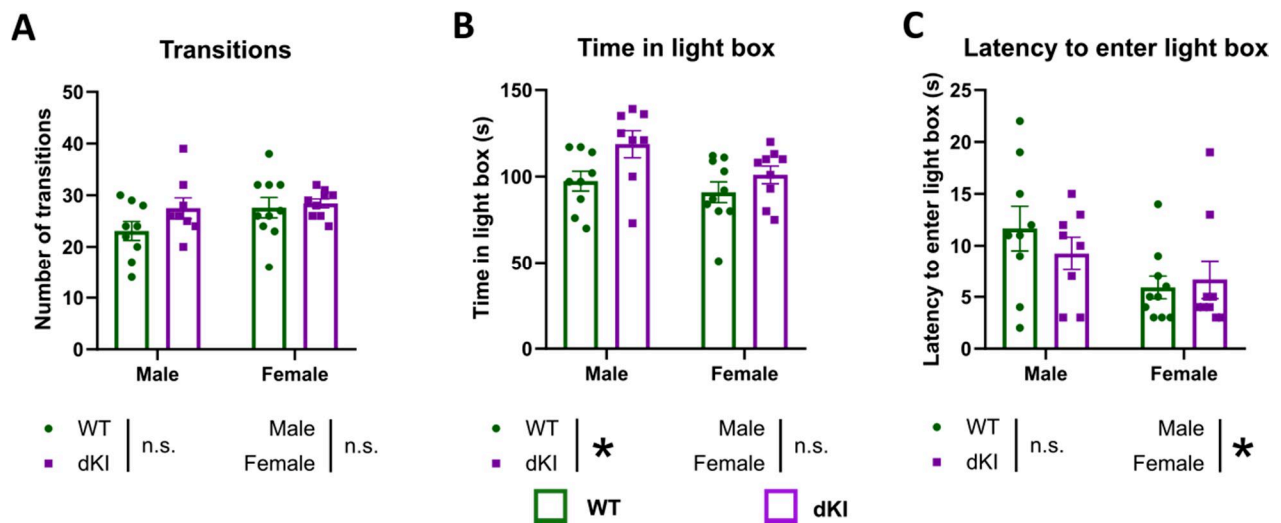 A
Transitions
Number of transitions
50
40
30
20
10
0
Male
Female
WT
dKI
n.s.
Male
Female
n.s.
B
Time in light box
Time in light box (s)
150
100
50
0
Male
Female
WT
dKI
*
Male
Female
n.s.
C
Latency to enter light box
Latency to enter light box (s)
25
20
15
10
5
0
Male
Female
WT
dKI
n.s.
Male
Female
*
WT
dKI